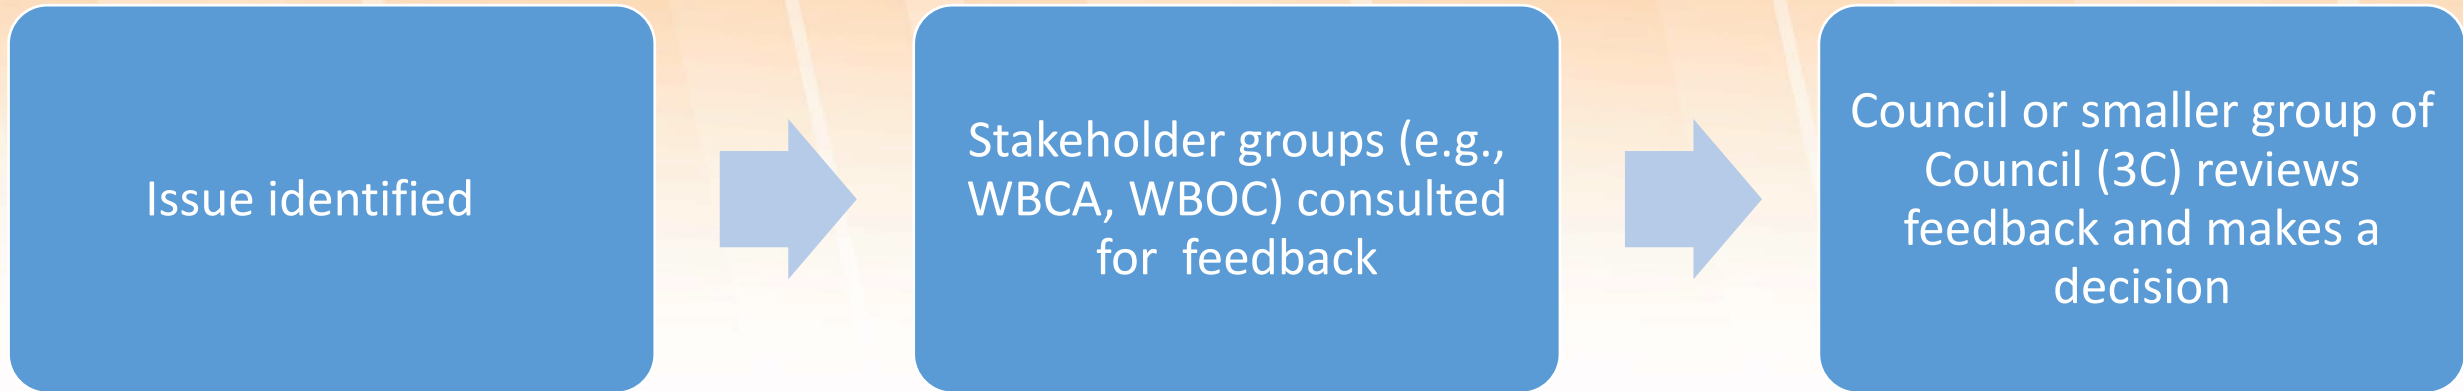 Issue identified
Stakeholder groups (e.g.,
WBCA, WBOC) consulted
for  feedback
Council or smaller group of
Council (3C) reviews
feedback and makes a
decision